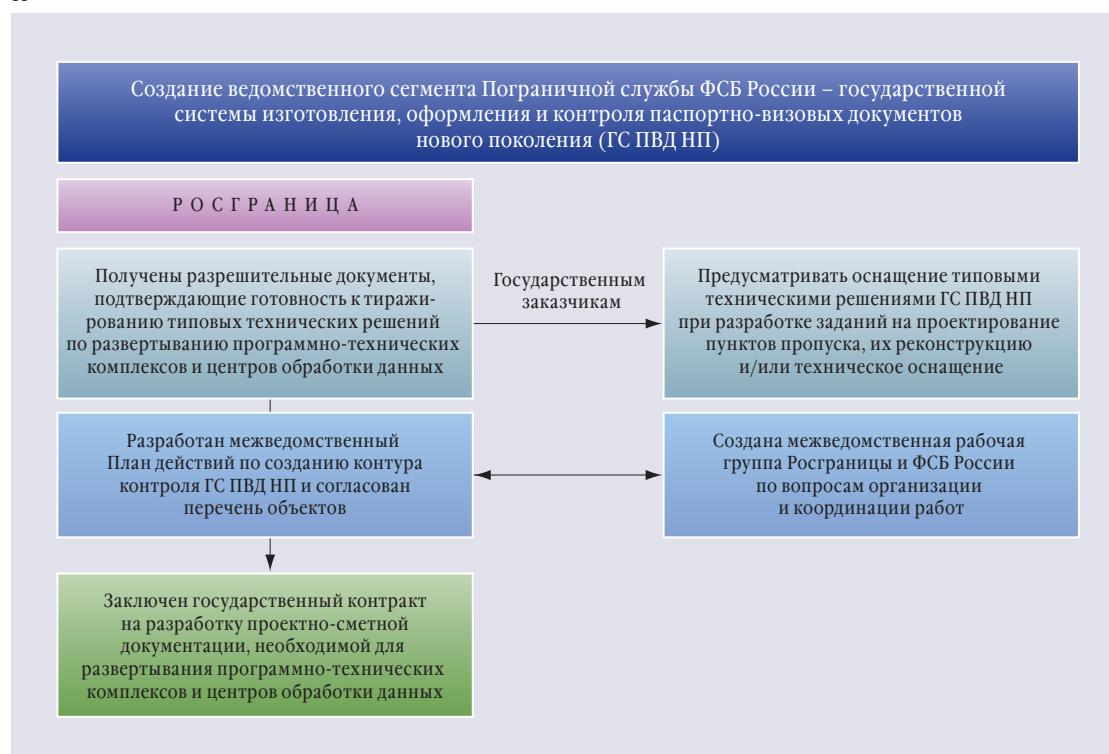 Создание ведомственного сегмента Пограничной службы ФСБ России – государственной
системы изготовления, оформления и контроля паспортно-визовых документов
нового поколения (ГС ПВД НП)
РОСГРАНИЦА
Получены разрешительные документы,
подтверждающие готовность к тиражи-
рованию типовых технических решений
по развертыванию программно-технических
комплексов и центров обработки данных
Государственным
заказчикам
Предусматривать оснащение типовыми
техническими решениями ГС ПВД НП
при разработке заданий на проектирование
пунктов пропуска, их реконструкцию
и/или техническое оснащение
Разработан межведомственный
План действий по созданию контура
контроля ГС ПВД НП и согласован
перечень объектов
Создана межведомственная рабочая
группа Росграницы и ФСБ России
по вопросам организации
и координации работ
Заключен государственный контракт
на разработку проектно-сметной
документации, необходимой для
развертывания программно-технических
комплексов и центров обработки данных